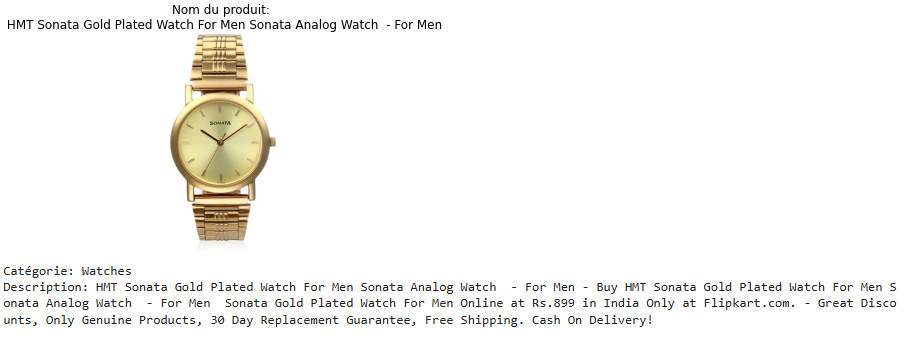 Nom du produit:
HMT Sonata Gold Plated Watch For Men Sonata Analog Watch  - For Men
SONATA
Catégorie: Watches
Description: HMT Sonata Gold Plated Watch For Men Sonata Analog Watch  - For Men - Buy HMT Sonata Gold Plated Watch For Men S
onata Analog Watch  - For Men  Sonata Gold Plated Watch For Men Online at Rs.899 in India Only at Flipkart.com. - Great Disco
unts, Only Genuine Products, 30 Day Replacement Guarantee, Free Shipping. Cash On Delivery!